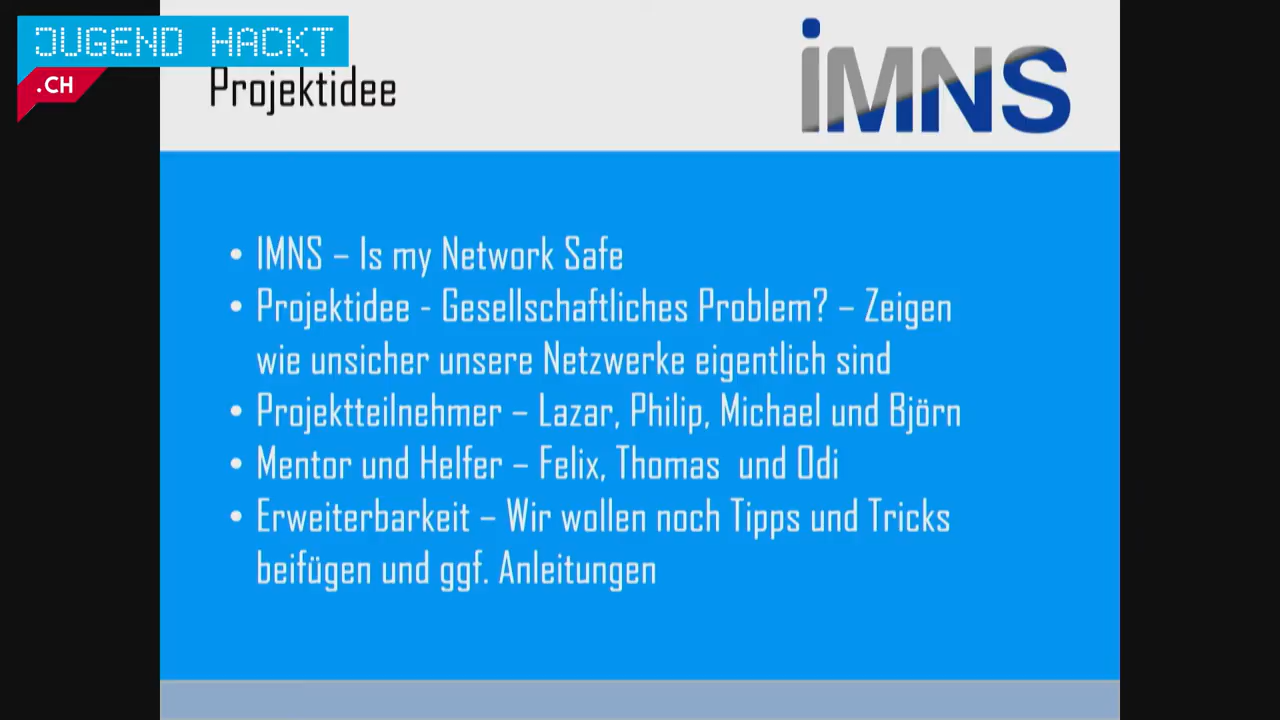 JUGEND HACKT
.CH
Projektidee
iMNS
• IMNS – Is my Network Safe
• Projektidee - Gesellschaftliches Problem? – Zeigen
wie unsicher unsere Netzwerke eigentlich sind
• Projektteilnehmer – Lazar, Philip, Michael und Björn
• Mentor und Helfer – Felix, Thomas und Odi
• Erweiterbarkeit – Wir wollen noch Tipps und Tricks
beifügen und ggf. Anleitungen